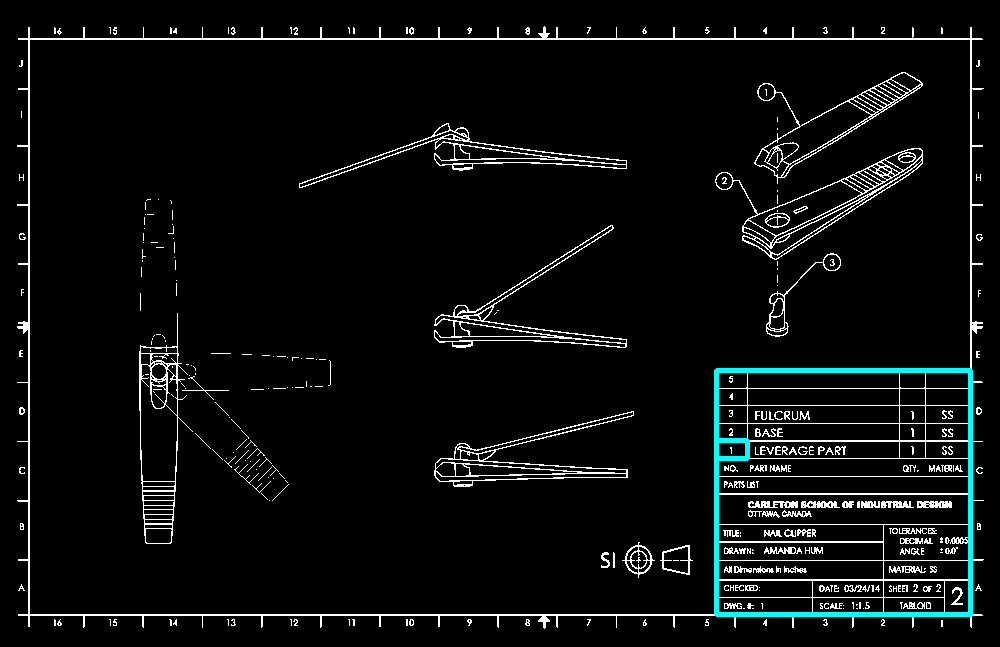 16 15 14 13 12 11 10 9 8 7 6 5 4 3 2 1
J J
I I
H H
G G
F F
E E
D D
C C
B B
A A
1
2
3
5
4
3 FULCRUM 1 SS
2 BASE 1 SS
1 LEVERAGE PART 1 SS
NO. PART NAME QTY. MATERIAL
PARTS LIST
CARLETON SCHOOL OF INDUSTRIAL DESIGN
OTTAWA, CANADA
TITLE: NAIL CLIPPER
TOLERANCES:
DECIMAL ±0.0005
ANGLE ±0.0°
DRAWN: AMANDA HUM
All Dimensions in Inches
MATERIAL: SS
SI
CHECKED: DATE: 03/24/14 SHEET 2 OF 2
DWG. #: 1 SCALE: 1:1.5 TABLOID 2
16 15 14 13 12 11 10 9 8 7 6 5 4 3 2 1